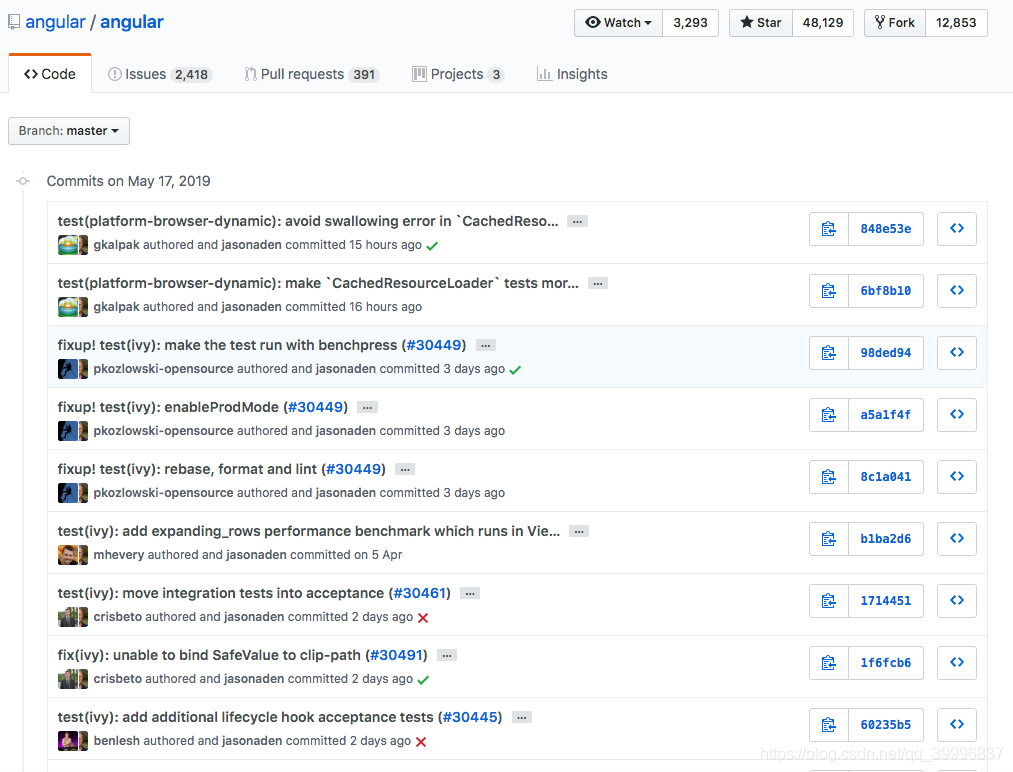 angular / angular
Watch 3,293 Star 48,129 Fork 12,853
Code Issues 2,418 Pull requests 391 Projects 3 Insights
Branch: master
Commits on May 17, 2019
test(platform-browser-dynamic): avoid swallowing error in `CachedReso... ...
gkalpak authored and jasonaden committed 15 hours ago
848e53e
test(platform-browser-dynamic): make `CachedResourceLoader` tests mor... ...
gkalpak authored and jasonaden committed 16 hours ago
6bf8b10
fixup! test(ivy): make the test run with benchpress (#30449) ...
pkozlowski-opensource authored and jasonaden committed 3 days ago
98ded94
fixup! test(ivy): enableProdMode (#30449) ...
pkozlowski-opensource authored and jasonaden committed 3 days ago
a5a1f4f
fixup! test(ivy): rebase, format and lint (#30449) ...
pkozlowski-opensource authored and jasonaden committed 3 days ago
8c1a041
test(ivy): add expanding_rows performance benchmark which runs in Vie... ...
mhevery authored and jasonaden committed on 5 Apr
b1ba2d6
test(ivy): move integration tests into acceptance (#30461) ...
crisbeto authored and jasonaden committed 2 days ago
1714451
fix(ivy): unable to bind SafeValue to clip-path (#30491) ...
crisbeto authored and jasonaden committed 2 days ago
1f6fcb6
test(ivy): add additional lifecycle hook acceptance tests (#30445) ...
benlesh authored and jasonaden committed 2 days ago
60235b5
https://blog.csdn.net/qq_39996837